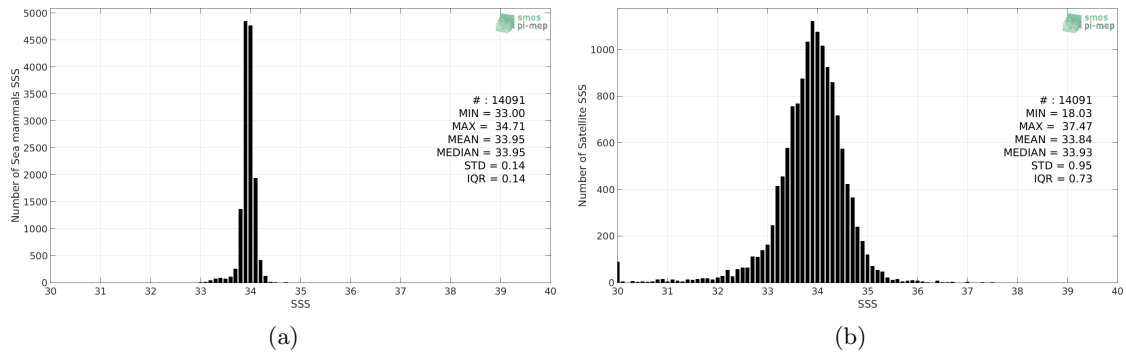 smos
pi-mep
Number of Sea mammals SSS
5000
4500
4000
3500
3000
2500
2000
1500
1000
500
0
# : 14091
MIN = 33.00
MAX = 34.71
MEAN = 33.95
MEDIAN = 33.95
STD = 0.14
IQR = 0.14
30 31 32 33 34 35 36 37 38 39 40
SSS
(a)
smos
pi-mep
Number of Satellite SSS
1000
800
600
400
200
0
# : 14091
MIN = 18.03
MAX = 37.47
MEAN = 33.84
MEDIAN = 33.93
STD = 0.95
IQR = 0.73
30 31 32 33 34 35 36 37 38 39 40
SSS
(b)